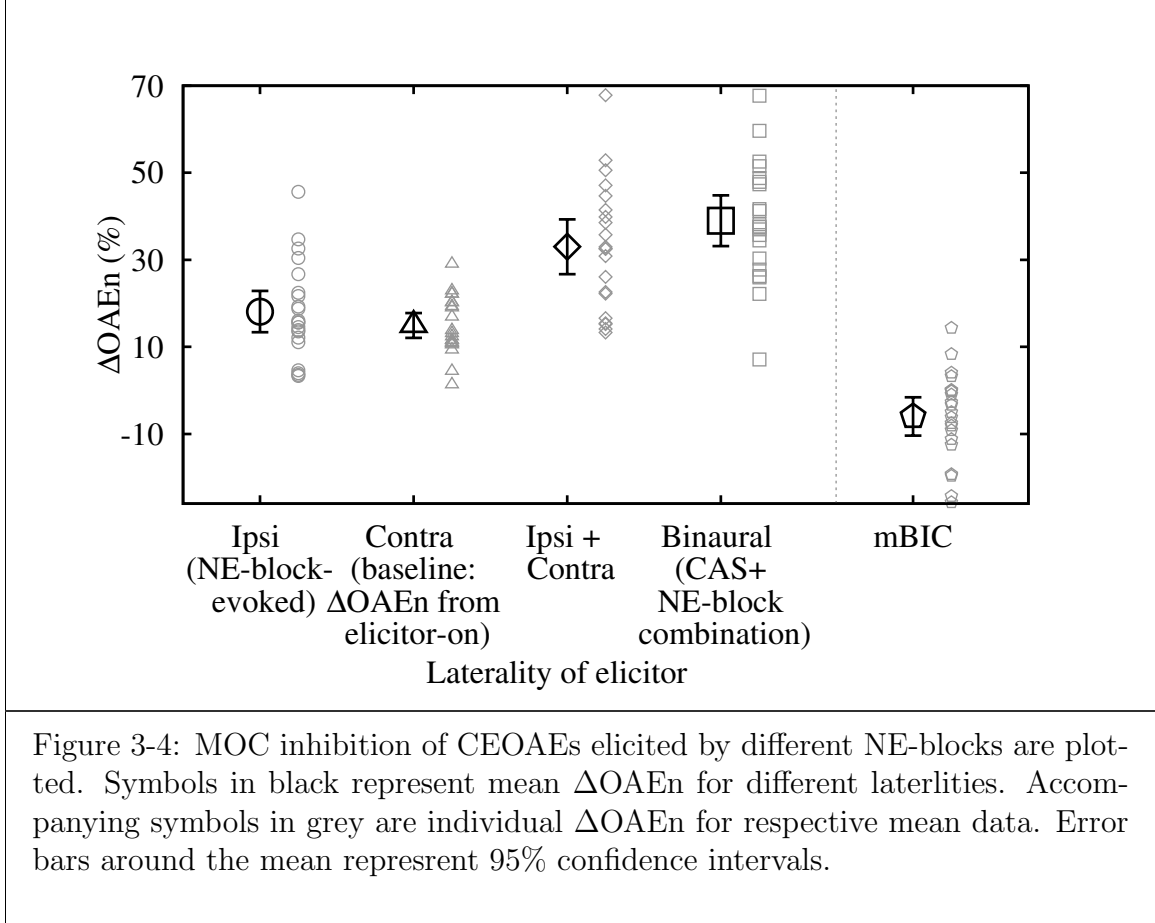 70
50
30
10
-10
ΔOAEn (%)
Ipsi
(NE-block-
evoked)
Contra
(baseline:
ΔOAEn from
elicitor-on)
Ipsi +
Contra
Binaural
(CAS+
NE-block
combination)
mBIC
Laterality of elicitor
Figure 3-4: MOC inhibition of CEOAEs elicited by different NE-blocks are plot-
ted. Symbols in black represent mean ΔOAEn for different laterlities. Accom-
panying symbols in grey are individual ΔOAEn for respective mean data. Error
bars around the mean represrent 95% confidence intervals.